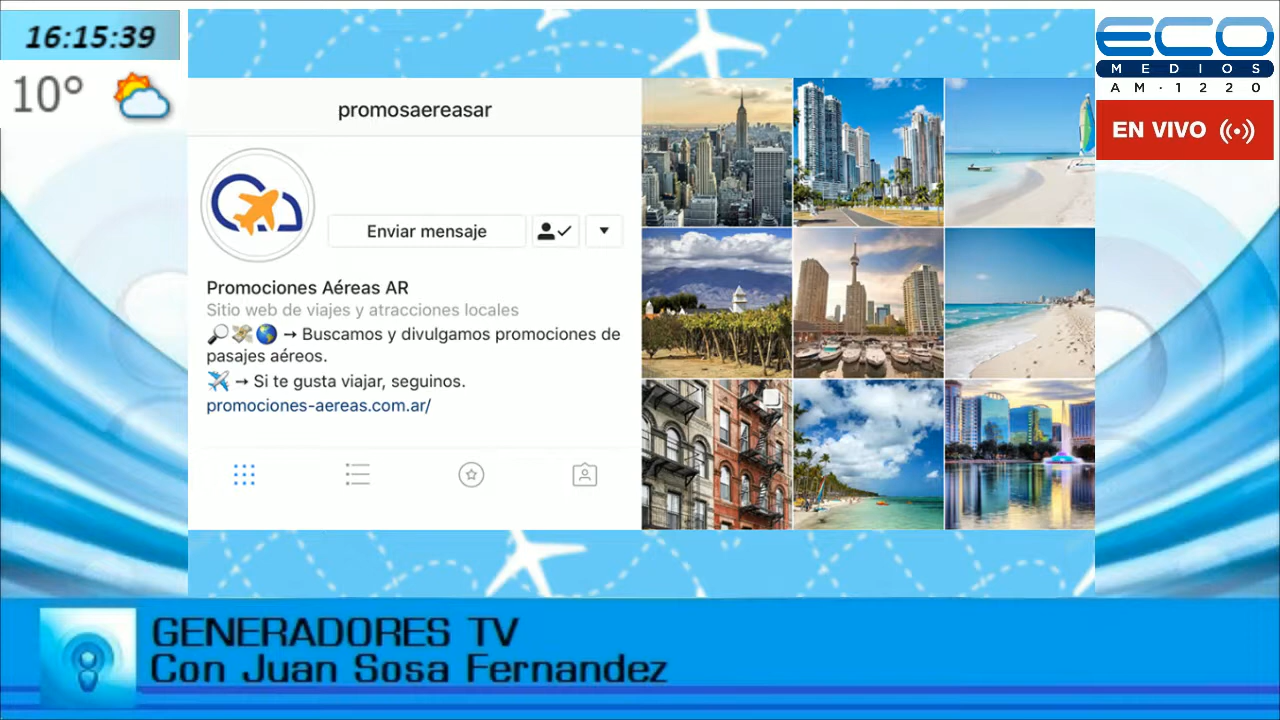 16:15:39
10°
ECO
MEDIOS
AM·1220
EN VIVO
promosaereasar
Enviar mensaje
Promociones Aéreas AR
Sitio web de viajes y atracciones locales
🔎💸🌎 → Buscamos y divulgamos promociones de
pasajes aéreos.
✈️ → Si te gusta viajar, seguinos.
promociones-aereas.com.ar/
GENERADORES TV
Con Juan Sosa Fernandez